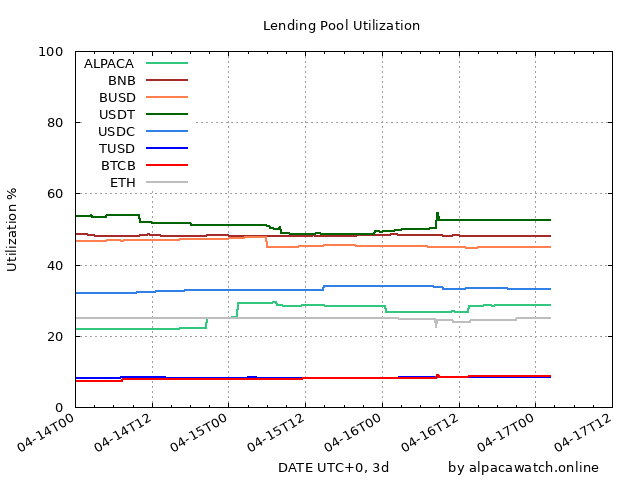 Lending Pool Utilization
100
80
60
40
20
0
Utilization %
ALPACA
BNB
BUSD
USDT
USDC
TUSD
BTCB
ETH
04-14T00
04-14T12
04-15T00
04-15T12
04-16T00
04-16T12
04-17T00
04-17T12
DATE UTC+0, 3d
by alpacawatch.online